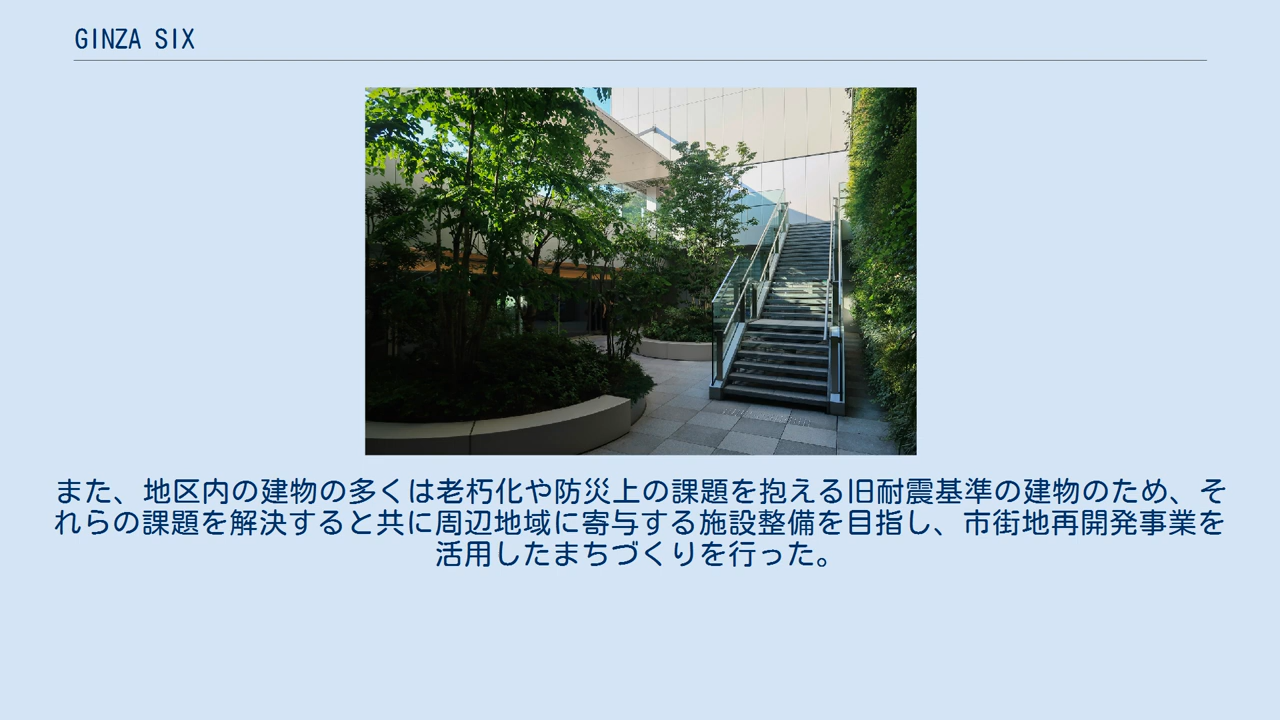 GINZA SIX
また、地区内の建物の多くは老朽化や防災上の課題を抱える旧耐震基準の建物のため、そ
れらの課題を解決すると共に周辺地域に寄与する施設整備を目指し、市街地再開発事業を
活用したまちづくりを行った。